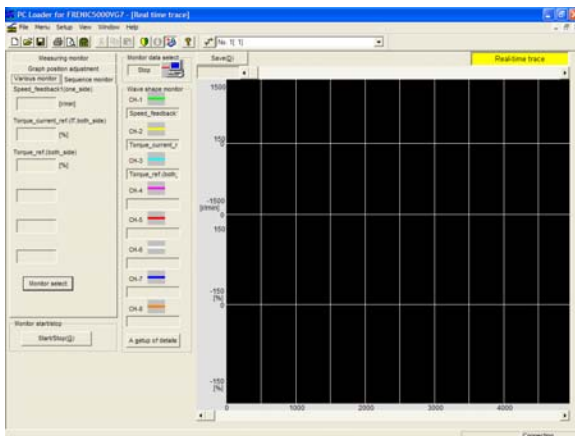 PC Loader for FRENIC5000VG7 - [Real time trace]
File Menu Setup View Window Help
No. 1[ 1]
Measuring monitor
Graph position adjustment
Various monitor Sequence monitor
Speed_feedback1(one_side)
[r/min]
Torque_current_ref.(IT,both_side)
[%]
Torque_ref.(both_side)
[%]
Monitor select
Monitor start/stop
Start/Stop(G)
Monitor data select
Stop
Wave shape monitor
CH-1
Speed_feedback
CH-2
Torque_current_r
CH-3
Torque_ref.(both_
CH-4
CH-5
CH-6
CH-7
CH-8
A setup of details
Save(Q)
Real-time trace
1500
150
0
-1500
[r/min]
0
150
-150
[%]
0
-150
[%]
0 1000 2000 3000 4000
Connecting